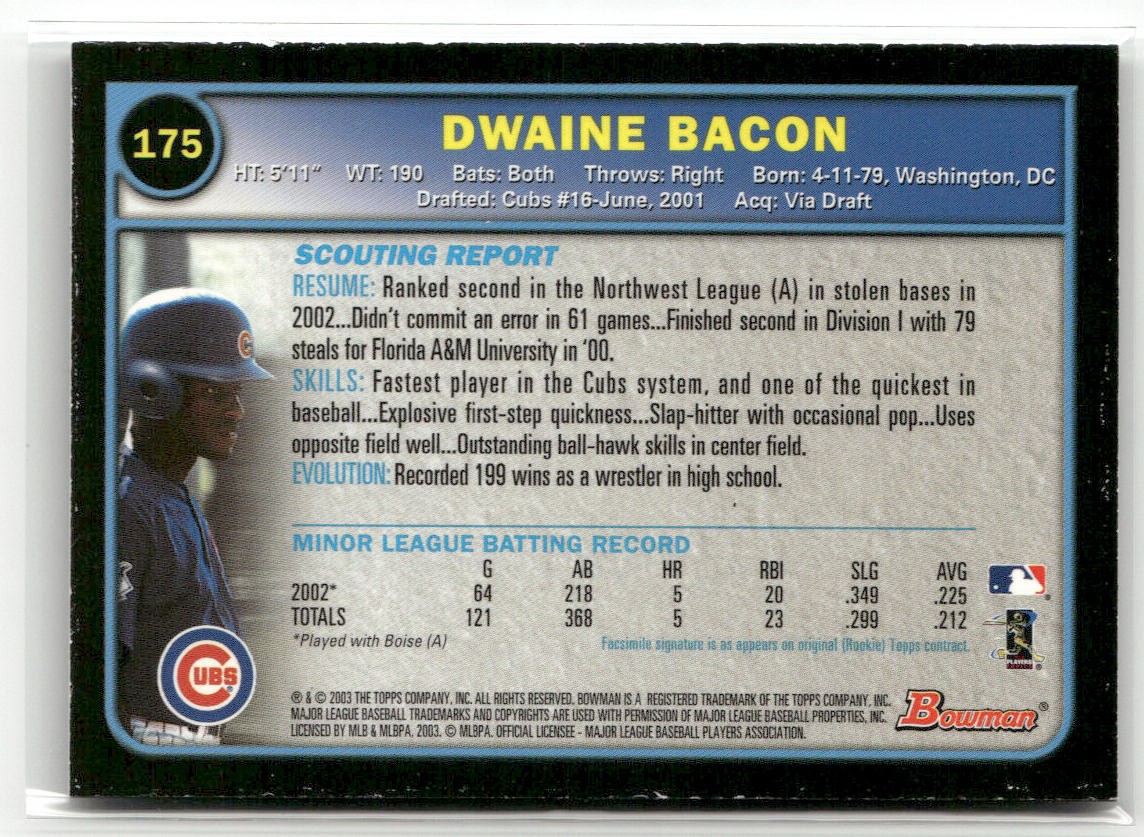 175
DWAINE BACON
HT: 5'11" WT: 190 Bats: Both Throws: Right Born: 4-11-79, Washington, DC
Drafted: Cubs #16-June, 2001 Acq: Via Draft
SCOUTING REPORT
RESUME: Ranked second in the Northwest League (A) in stolen bases in
2002...Didn't commit an error in 61 games...Finished second in Division I with 79
steals for Florida A&M University in '00.
SKILLS: Fastest player in the Cubs system, and one of the quickest in
baseball...Explosive first-step quickness...Slap-hitter with occasional pop...Uses
opposite field well...Outstanding ball-hawk skills in center field.
EVOLUTION: Recorded 199 wins as a wrestler in high school.
MINOR LEAGUE BATTING RECORD
G AB HR RBI SLG AVG
2002* 64 218 5 20 .349 .225
TOTALS 121 368 5 23 .299 .212
*Played with Boise (A)
Facsimile signature is as appears on original (Rookie) Topps contract.
C
CUBS
PLAYERS
® & © 2003 THE TOPPS COMPANY, INC. ALL RIGHTS RESERVED. BOWMAN IS A REGISTERED TRADEMARK OF THE TOPPS COMPANY, INC.
MAJOR LEAGUE BASEBALL TRADEMARKS AND COPYRIGHTS ARE USED WITH PERMISSION OF MAJOR LEAGUE BASEBALL PROPERTIES, INC.
LICENSED BY MLB & MLBPA, 2003. © MLBPA. OFFICIAL LICENSEE - MAJOR LEAGUE BASEBALL PLAYERS ASSOCIATION.
Bowman®